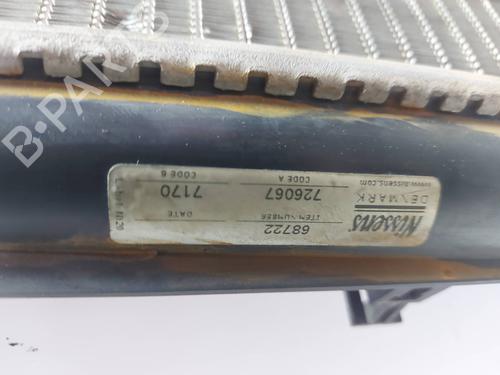 Nissens
DENMARK
www.nissens.com
68722
ITEM NUMBER
DATE
726067
7170
CODE A
CODE B
B-PARTS